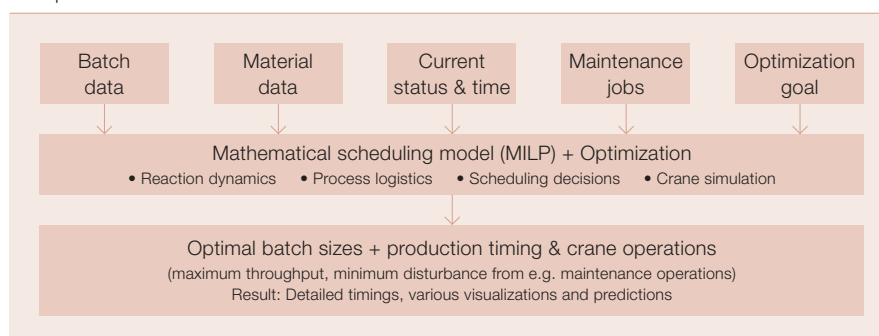 Batch
data
Material
data
Current
status & time
Maintenance
jobs
Optimization
goal
Mathematical scheduling model (MILP) + Optimization
• Reaction dynamics • Process logistics • Scheduling decisions • Crane simulation
Optimal batch sizes + production timing & crane operations
(maximum throughput, minimum disturbance from e.g. maintenance operations)
Result: Detailed timings, various visualizations and predictions